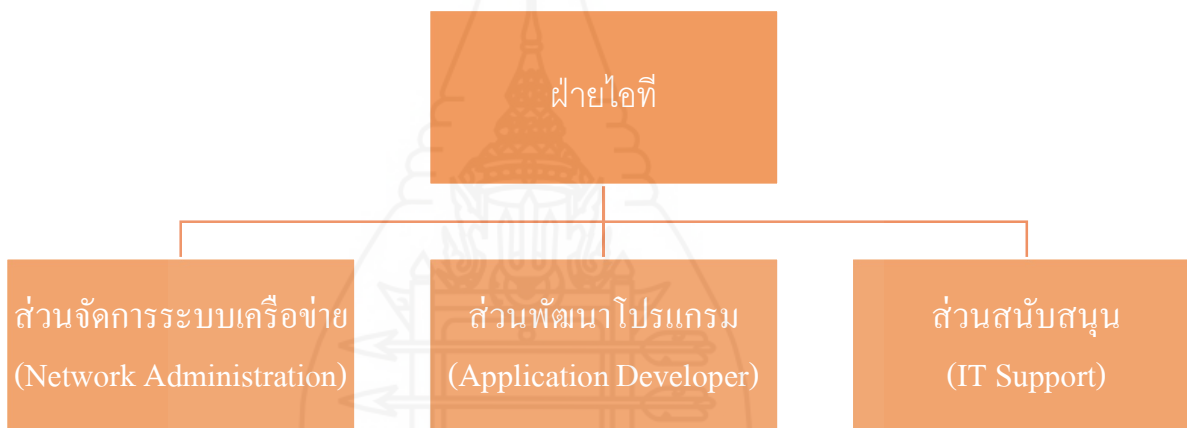 ฝ่ายไอที
ส่วนจัดการระบบเครือข่าย
(Network Administration)
ส่วนพัฒนาโปรแกรม
(Application Developer)
ส่วนสนับสนุน
(IT Support)